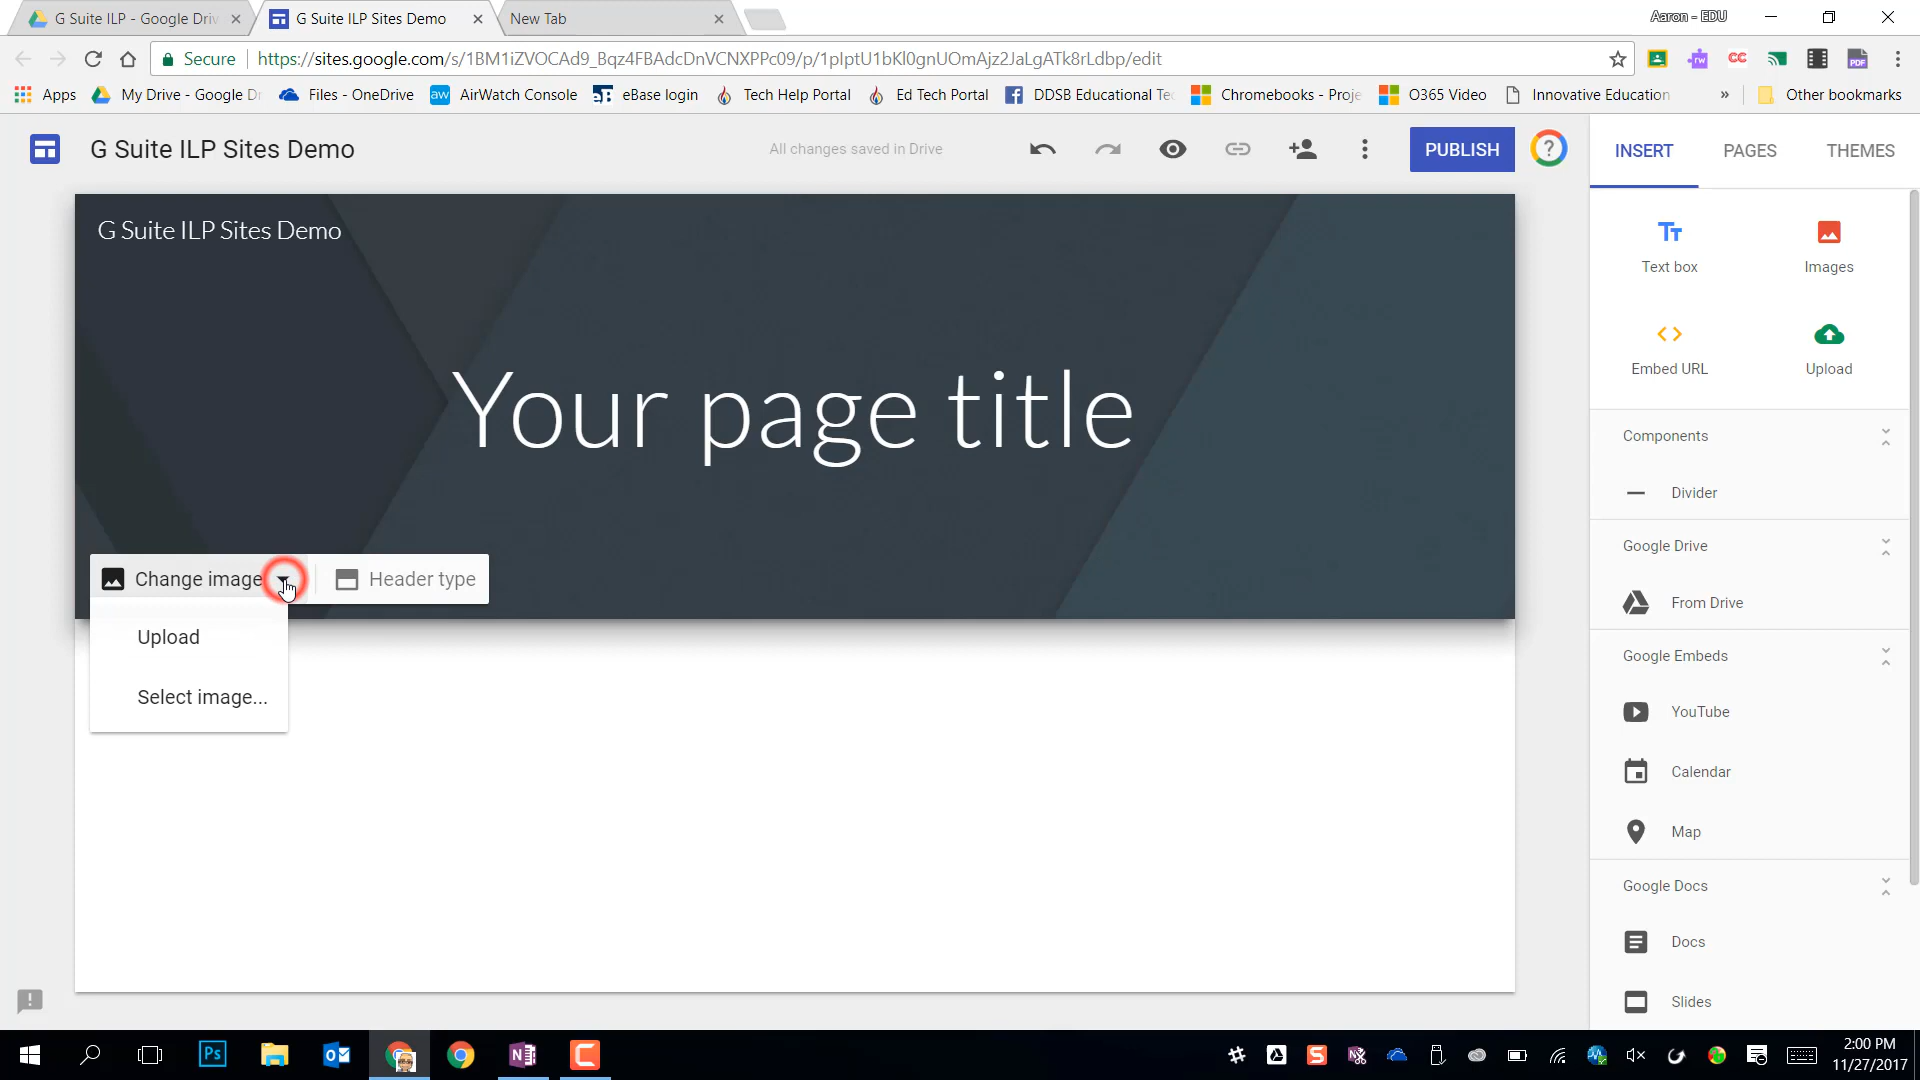 G Suite ILP - Google Driv
G Suite ILP Sites Demo
New Tab
Aaron - EDU
Secure
https://sites.google.com/s/1BM1iZVOCAd9_Bqz4FBAdcDnVCNXPPc09/p/1pIptU1bKl0gnUOmAjz2JaLgATk8rLdbp/edit
Apps
My Drive - Google Dr
Files - OneDrive
aw
AirWatch Console
eBase login
Tech Help Portal
Ed Tech Portal
DDSB Educational Te
Chromebooks - Proje
O365 Video
Innovative Education
»
Other bookmarks
G Suite ILP Sites Demo
All changes saved in Drive
PUBLISH
INSERT
PAGES
THEMES
G Suite ILP Sites Demo
Your page title
Change image
Header type
Upload
Select image...
Text box
Images
Embed URL
Upload
Components
Divider
Google Drive
From Drive
Google Embeds
YouTube
Calendar
Map
Google Docs
Docs
Slides
2:00 PM
11/27/2017